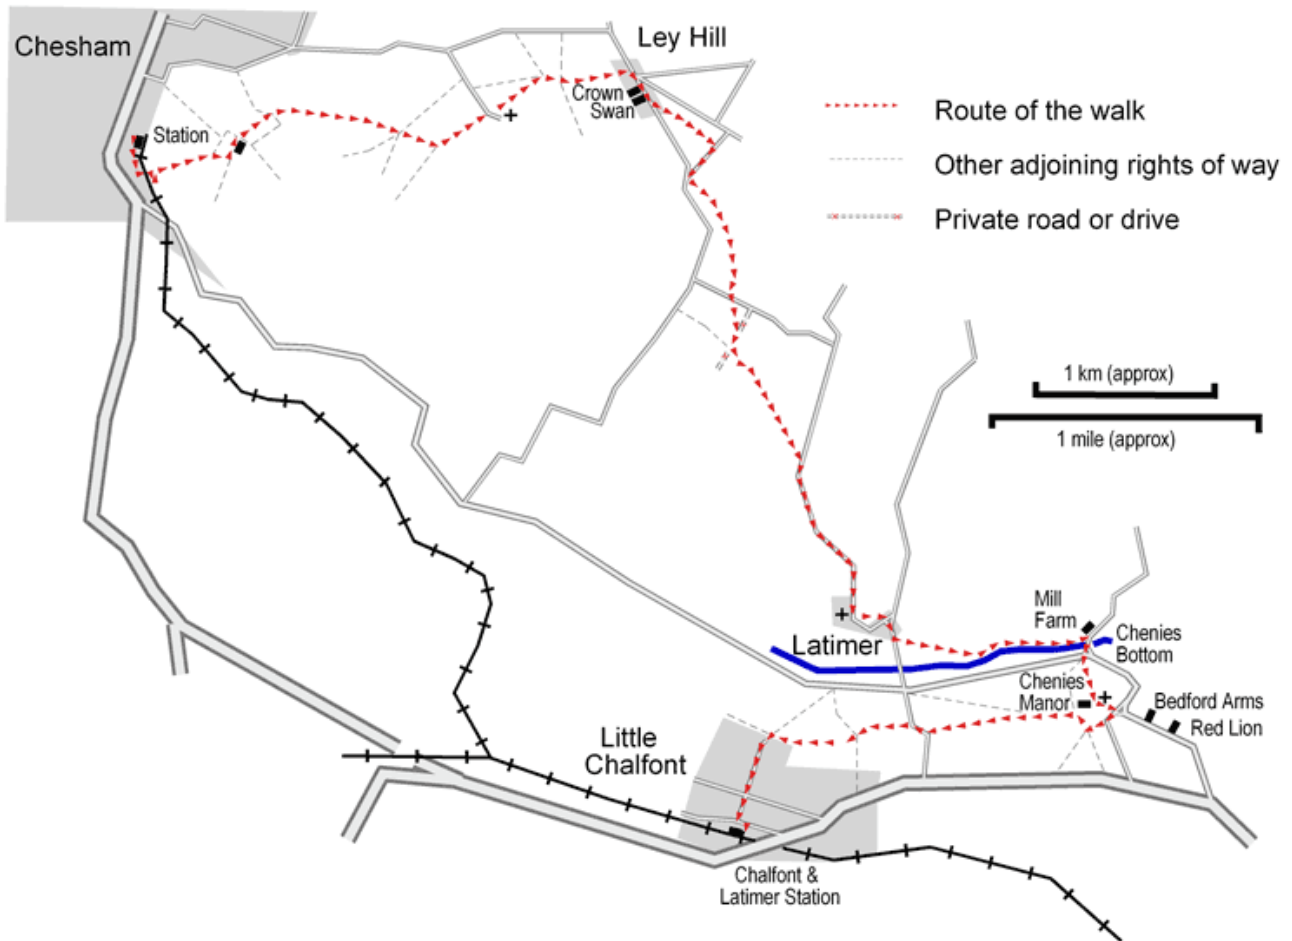 Chesham
Ley Hill
Crown
Swan
Station
Route of the walk
Other adjoining rights of way
Private road or drive
1 km (approx)
1 mile (approx)
Mill
Farm
Chenies
Bottom
Latimer
Chenies
Manor
Bedford Arms
Red Lion
Little
Chalfont
Chalfont &
Latimer Station